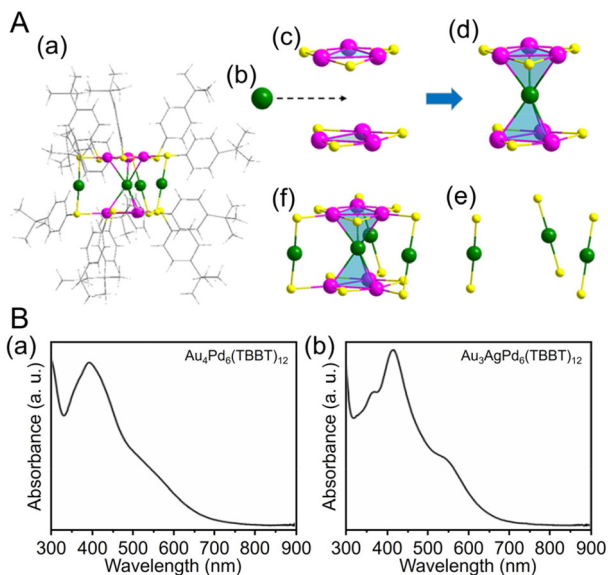 A
(a)
(b)
(c)
(d)
(f)
(e)
B
(a)
Au₄Pd₆(TBBT)₁₂
Absorbance (a. u.)
300 400 500 600 700 800 900
Wavelength (nm)
(b)
Au₃AgPd₆(TBBT)₁₂
Absorbance (a. u.)
300 400 500 600 700 800 900
Wavelength (nm)